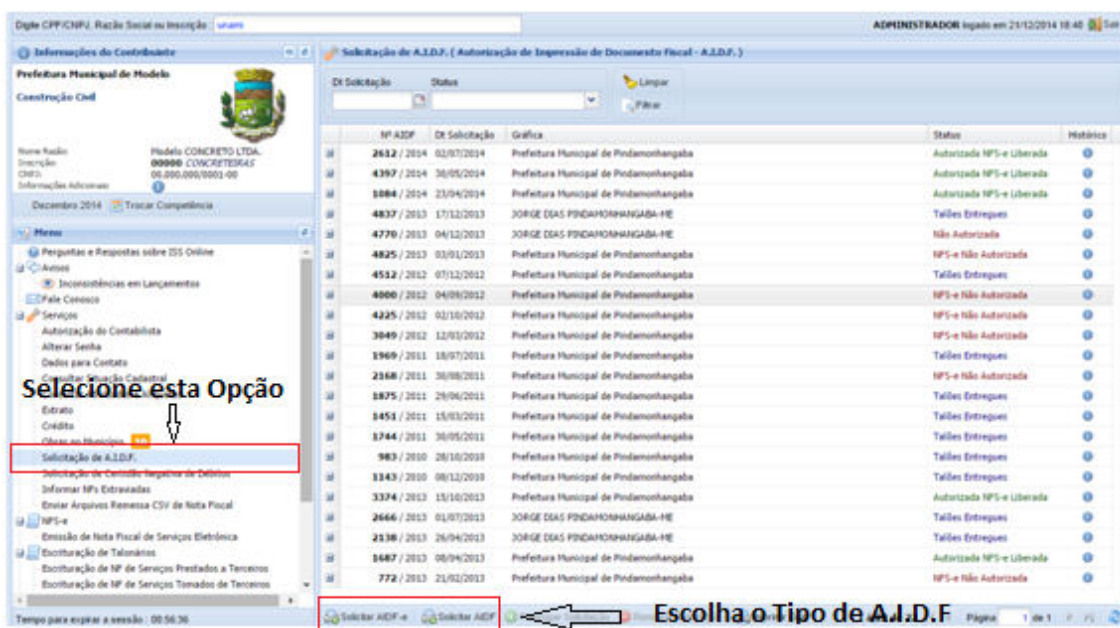 Digite CPF/CNPJ, Razão Social ou Inscrição : unami
ADMINISTRADOR logado em 21/12/2014 18:48
Informações do Contribuinte
Prefeitura Municipal de Modelo
Construção Civil
Nome Razão: Modelo CONCRETO LTDA.
Inscrição: 00000 CONCRETEIRAS
CNPJ: 00.000.000/0001-00
Informações Adicionais
Dezembro 2014 Trocar Competência
Menu
Perguntas e Respostas sobre ISS Online
Avisos
Inconsistências em Lançamentos
Fale Conosco
Serviços
Autorização do Contabilista
Alterar Senha
Dados para Contato
Consultar Situação Cadastral
Selecione esta Opção
Extrato
Crédito
Obras no Município
Solicitação de A.I.D.F.
Solicitação de Certidão Negativa de Débitos
Informar NFs Extraviadas
Enviar Arquivos Remessa CSV de Nota Fiscal
NFS-e
Emissão de Nota Fiscal de Serviços Eletrônica
Escrituração de Talonários
Escrituração de NF de Serviços Prestados a Terceiros
Escrituração de NF de Serviços Tomados de Terceiros
Tempo para expirar a sessão : 00:56:36
Solicitação de A.I.D.F. ( Autorização de Impressão de Documento Fiscal - A.I.D.F. )
Dt Solicitação Status Limpar
Filtrar
Nº AIDF Dt Solicitação Gráfica Status Histórico
2612 / 2014 02/07/2014 Prefeitura Municipal de Pindamonhangaba Autorizada NFS-e Liberada
4397 / 2014 30/05/2014 Prefeitura Municipal de Pindamonhangaba Autorizada NFS-e Liberada
1084 / 2014 23/04/2014 Prefeitura Municipal de Pindamonhangaba Autorizada NFS-e Liberada
4837 / 2013 17/12/2013 JORGE DIAS PINDAMONHANGABA-ME Talões Entregues
4770 / 2013 04/12/2013 JORGE DIAS PINDAMONHANGABA-ME Não Autorizada
4825 / 2013 03/01/2013 Prefeitura Municipal de Pindamonhangaba NFS-e Não Autorizada
4512 / 2012 07/12/2012 Prefeitura Municipal de Pindamonhangaba Talões Entregues
4000 / 2012 04/09/2012 Prefeitura Municipal de Pindamonhangaba NFS-e Não Autorizada
4225 / 2012 02/10/2012 Prefeitura Municipal de Pindamonhangaba NFS-e Não Autorizada
3049 / 2012 12/03/2012 Prefeitura Municipal de Pindamonhangaba NFS-e Não Autorizada
1969 / 2011 18/07/2011 Prefeitura Municipal de Pindamonhangaba Talões Entregues
2168 / 2011 30/08/2011 Prefeitura Municipal de Pindamonhangaba NFS-e Não Autorizada
1875 / 2011 29/06/2011 Prefeitura Municipal de Pindamonhangaba Talões Entregues
1451 / 2011 15/03/2011 Prefeitura Municipal de Pindamonhangaba Talões Entregues
1744 / 2011 30/05/2011 Prefeitura Municipal de Pindamonhangaba Talões Entregues
983 / 2010 28/10/2010 Prefeitura Municipal de Pindamonhangaba Talões Entregues
1143 / 2010 08/12/2010 Prefeitura Municipal de Pindamonhangaba Talões Entregues
3374 / 2013 15/10/2013 Prefeitura Municipal de Pindamonhangaba Autorizada NFS-e Liberada
2666 / 2013 01/07/2013 JORGE DIAS PINDAMONHANGABA-ME Talões Entregues
2138 / 2013 26/04/2013 JORGE DIAS PINDAMONHANGABA-ME Talões Entregues
1687 / 2013 08/04/2013 Prefeitura Municipal de Pindamonhangaba Autorizada NFS-e Liberada
772 / 2013 21/02/2013 Prefeitura Municipal de Pindamonhangaba NFS-e Não Autorizada
Solicitar AIDF-e Solicitar AIDF Escolha o Tipo de A.I.D.F Página 1 de 1